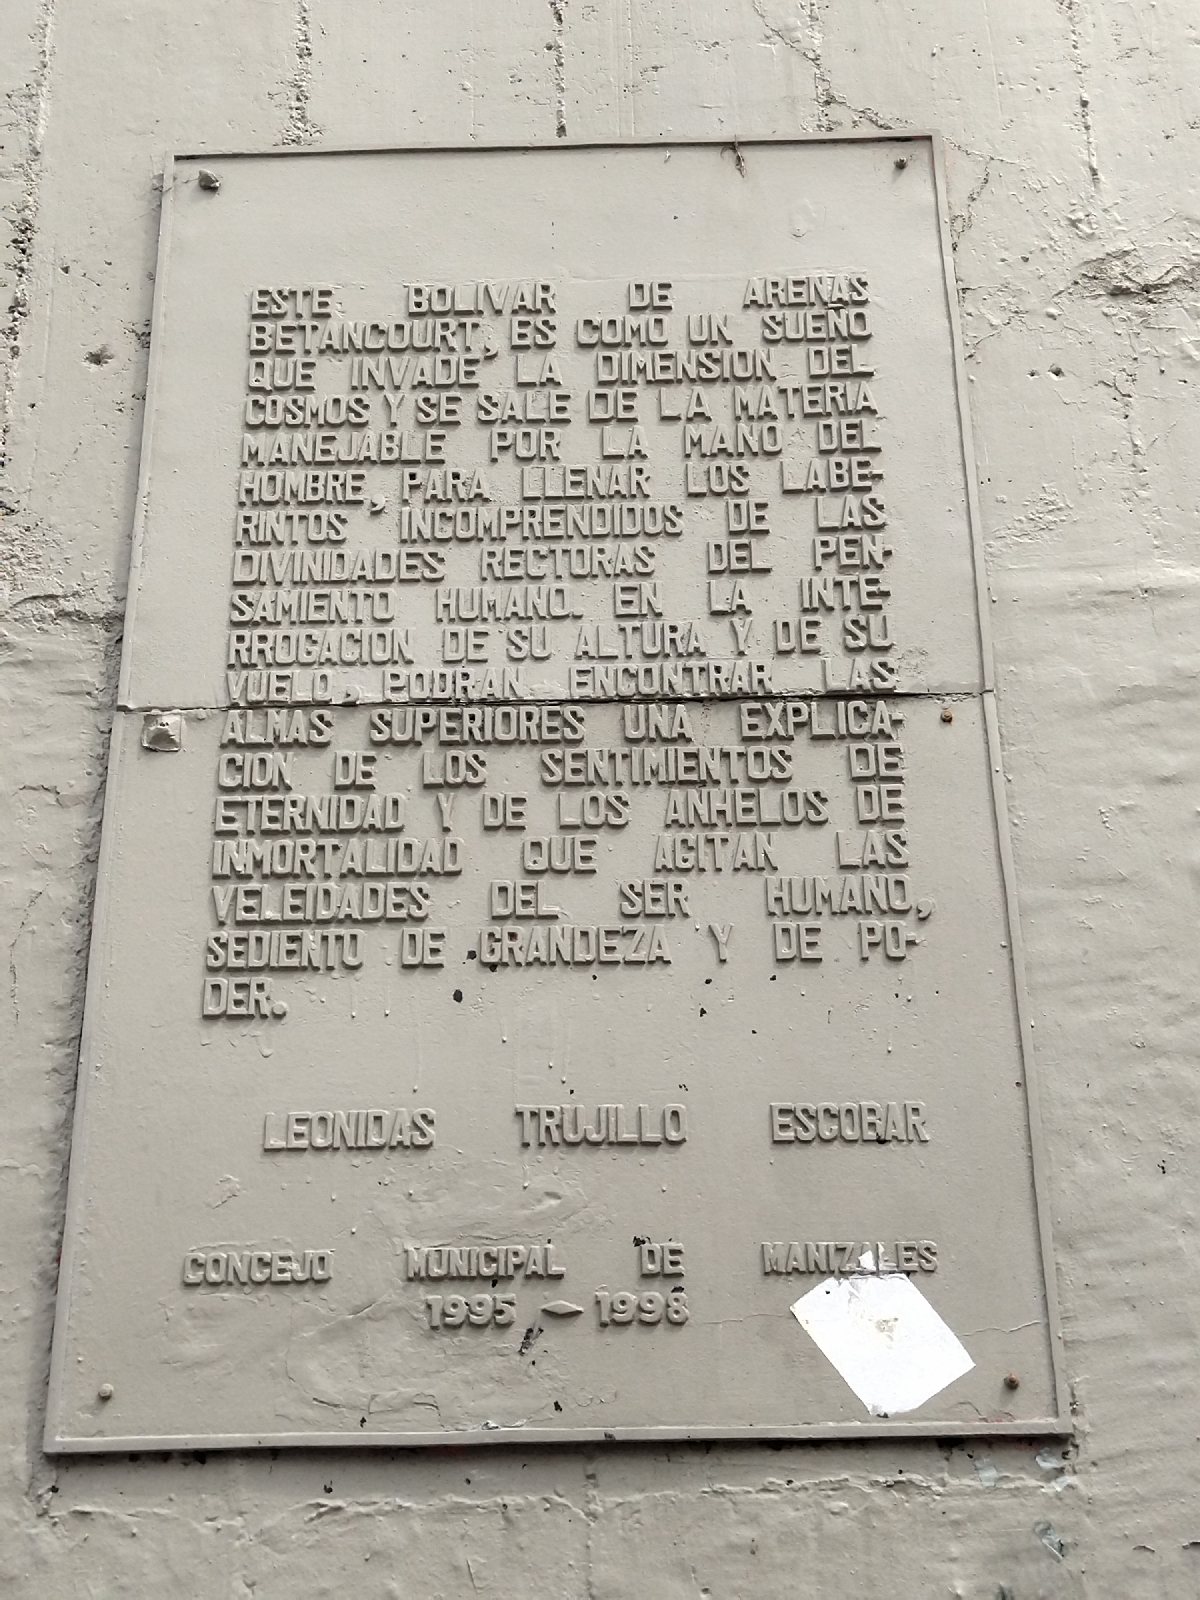 ESTE BOLIVAR DE ARENAS
BETANCOURT, ES COMO UN SUEÑO
QUE INVADE LA DIMENSION DEL
COSMOS Y SE SALE DE LA MATERIA
MANEJABLE POR LA MANO DEL
HOMBRE, PARA LLENAR LOS LABE-
RINTOS INCOMPRENDIDOS DE LAS
DIVINIDADES RECTORAS DEL PEN-
SAMIENTO HUMANO. EN LA INTE-
RROGACION DE SU ALTURA Y DE SU
VUELO, PODRAN ENCONTRAR LAS
ALMAS SUPERIORES UNA EXPLICA-
CION DE LOS SENTIMIENTOS DE
ETERNIDAD Y DE LOS ANHELOS DE
INMORTALIDAD QUE AGITAN LAS
VELEIDADES DEL SER HUMANO,
SEDIENTO DE GRANDEZA Y DE PO-
DER.
LEONIDAS TRUJILLO ESCOBAR
CONCEJO MUNICIPAL DE MANIZALES
1995 - 1998